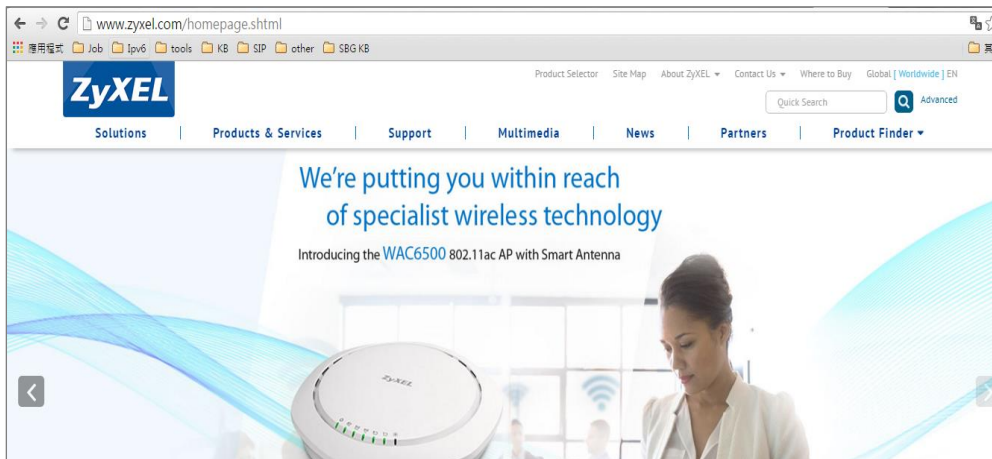 www.zyxel.com/homepage.shtml
應用程式 Job Ipv6 tools KB SIP other SBG KB
Product Selector Site Map About ZyXEL Contact Us Where to Buy Global [ Worldwide ] EN
ZyXEL
Quick Search Advanced
Solutions Products & Services Support Multimedia News Partners Product Finder
We're putting you within reach
of specialist wireless technology
Introducing the WAC6500 802.11ac AP with Smart Antenna
ZyXEL